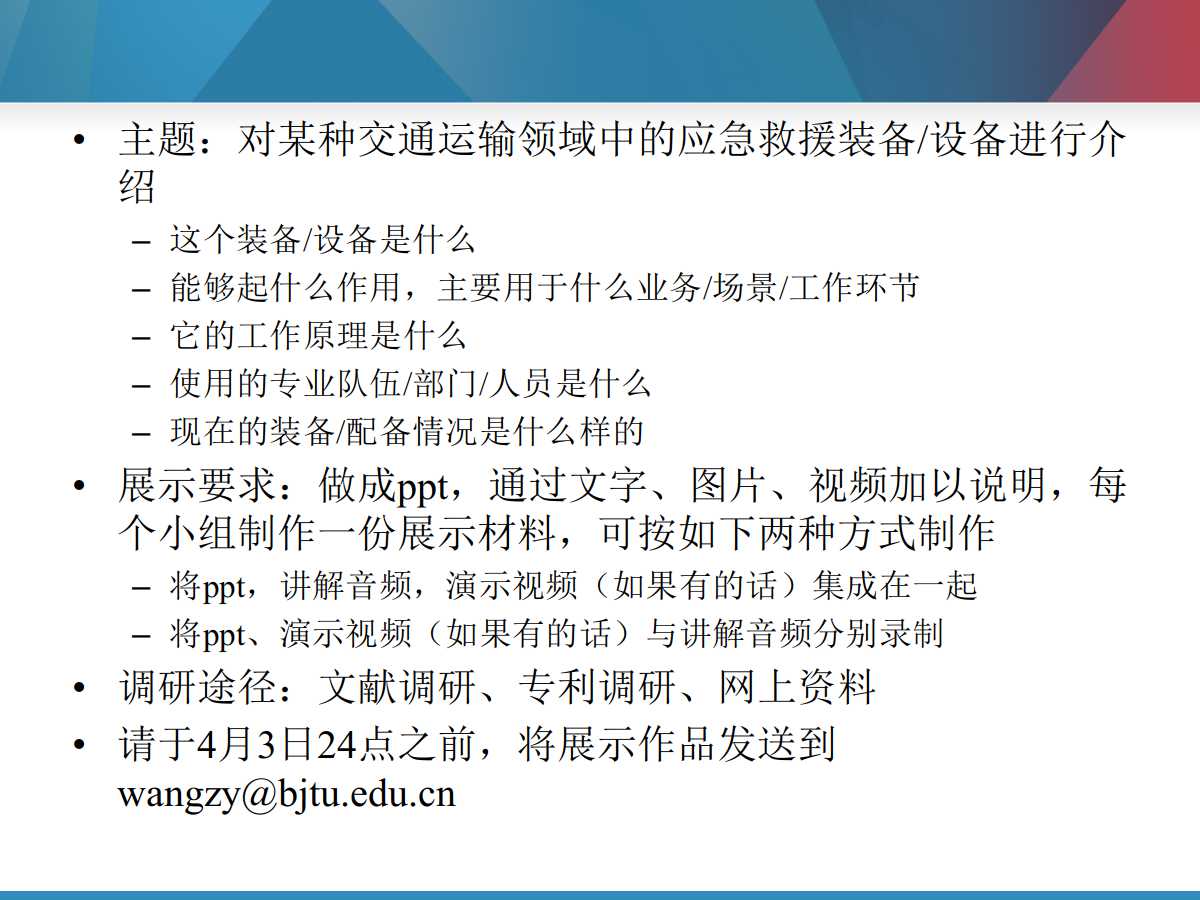 • 主题：对某种交通运输领域中的应急救援装备/设备进行介
绍
– 这个装备/设备是什么
– 能够起什么作用，主要用于什么业务/场景/工作环节
– 它的工作原理是什么
– 使用的专业队伍/部门/人员是什么
– 现在的装备/配备情况是什么样的
• 展示要求：做成ppt，通过文字、图片、视频加以说明，每
个小组制作一份展示材料，可按如下两种方式制作
– 将ppt，讲解音频，演示视频（如果有的话）集成在一起
– 将ppt、演示视频（如果有的话）与讲解音频分别录制
• 调研途径：文献调研、专利调研、网上资料
• 请于4月3日24点之前，将展示作品发送到
wangzy@bjtu.edu.cn